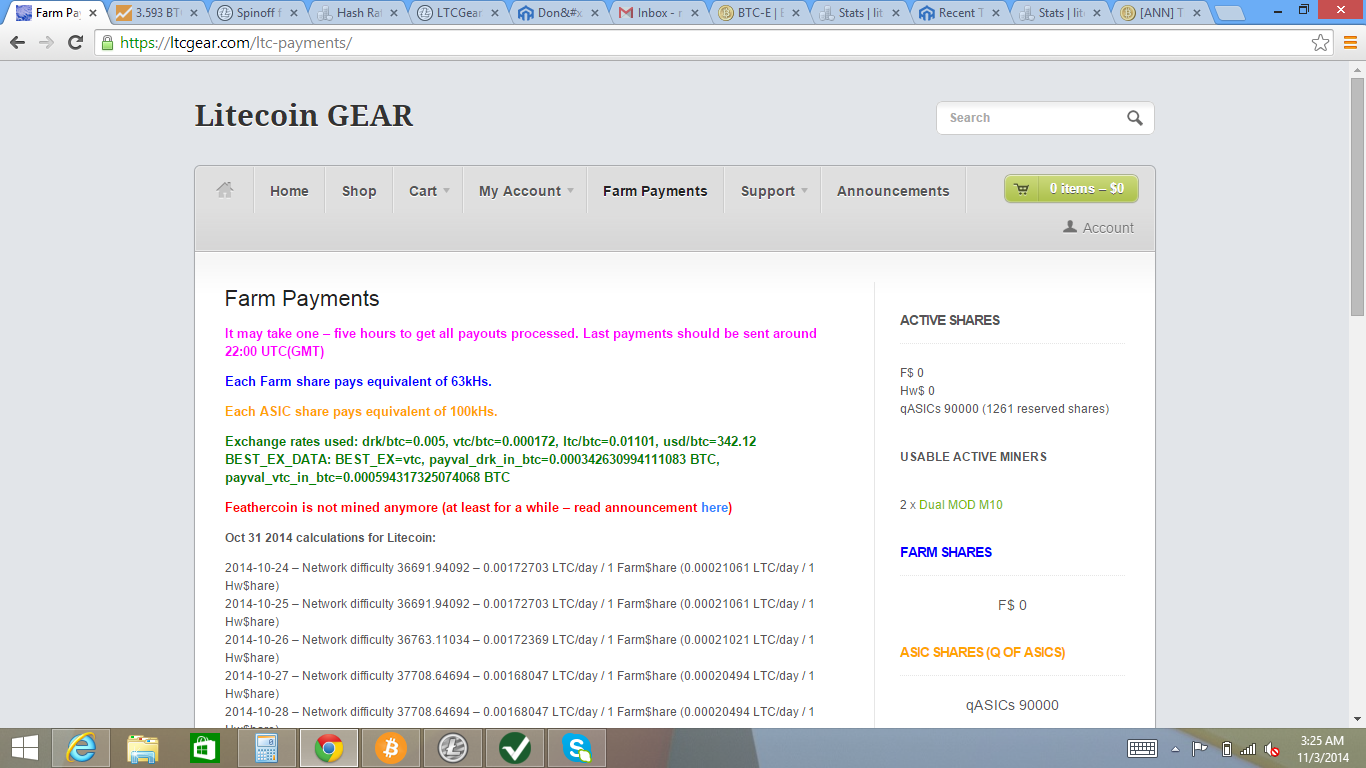 Farm Pa
3.593 BT
Spinoff f
Hash Ra
LTCGear
Don&#x
Inbox - r
BTC-E | E
Stats | lit
Recent T
Stats | lite
[ANN] T
https://ltcgear.com/ltc-payments/
Litecoin GEAR
Search
Home Shop Cart My Account Farm Payments Support Announcements 0 items – $0
Account
Farm Payments
It may take one – five hours to get all payouts processed. Last payments should be sent around
22:00 UTC(GMT)
Each Farm share pays equivalent of 63kHs.
Each ASIC share pays equivalent of 100kHs.
Exchange rates used: drk/btc=0.005, vtc/btc=0.000172, ltc/btc=0.01101, usd/btc=342.12
BEST_EX_DATA: BEST_EX=vtc, payval_drk_in_btc=0.000342630994111083 BTC,
payval_vtc_in_btc=0.000594317325074068 BTC
Feathercoin is not mined anymore (at least for a while – read announcement here)
Oct 31 2014 calculations for Litecoin:
2014-10-24 – Network difficulty 36691.94092 – 0.00172703 LTC/day / 1 Farm$hare (0.00021061 LTC/day / 1
Hw$hare)
2014-10-25 – Network difficulty 36691.94092 – 0.00172703 LTC/day / 1 Farm$hare (0.00021061 LTC/day / 1
Hw$hare)
2014-10-26 – Network difficulty 36763.11034 – 0.00172369 LTC/day / 1 Farm$hare (0.00021021 LTC/day / 1
Hw$hare)
2014-10-27 – Network difficulty 37708.64694 – 0.00168047 LTC/day / 1 Farm$hare (0.00020494 LTC/day / 1
Hw$hare)
2014-10-28 – Network difficulty 37708.64694 – 0.00168047 LTC/day / 1 Farm$hare (0.00020494 LTC/day / 1
Hw$hare)
ACTIVE SHARES
F$ 0
Hw$ 0
qASICs 90000 (1261 reserved shares)
USABLE ACTIVE MINERS
2 x Dual MOD M10
FARM SHARES
F$ 0
ASIC SHARES (Q OF ASICS)
qASICs 90000
3:25 AM
11/3/2014